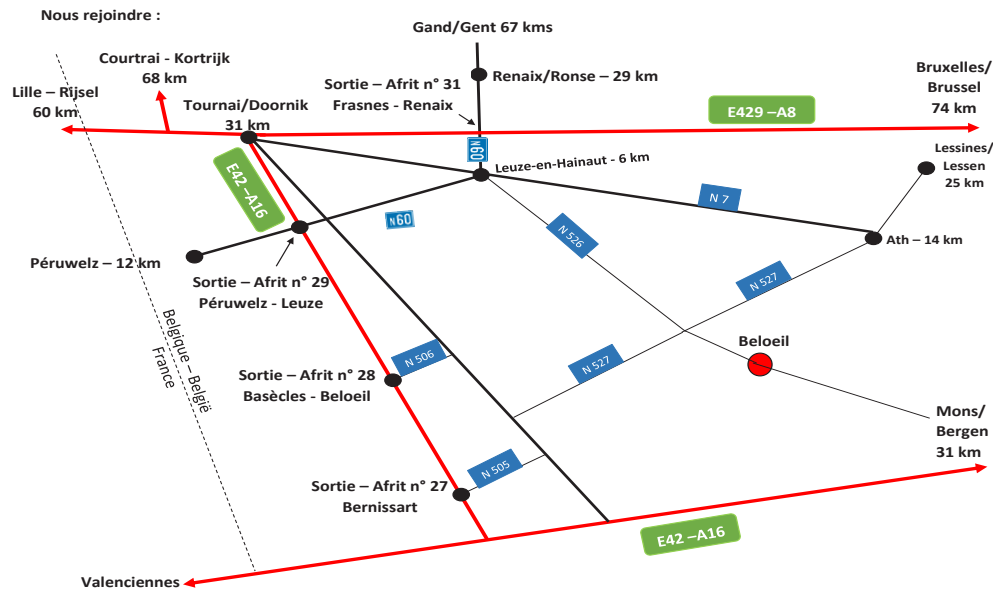 Nous rejoindre :
Gand/Gent 67 kms
Courtrai - Kortrijk
68 km
Renaix/Ronse – 29 km
Bruxelles/
Brussel
74 km
Sortie – Afrit n° 31
Frasnes - Renaix
Lille – Rijsel
60 km
Tournai/Doornik
31 km
E429 –A8
N60
Lessines/
Lessen
25 km
Leuze-en-Hainaut - 6 km
E42 –A16
N 7
N60
N 526
Ath – 14 km
Péruwelz – 12 km
Sortie – Afrit n° 29
Péruwelz - Leuze
N 527
Belgique – België
France
Beloeil
N 506
N 527
Sortie – Afrit n° 28
Basècles - Beloeil
Mons/
Bergen
31 km
N 505
Sortie – Afrit n° 27
Bernissart
E42 –A16
Valenciennes